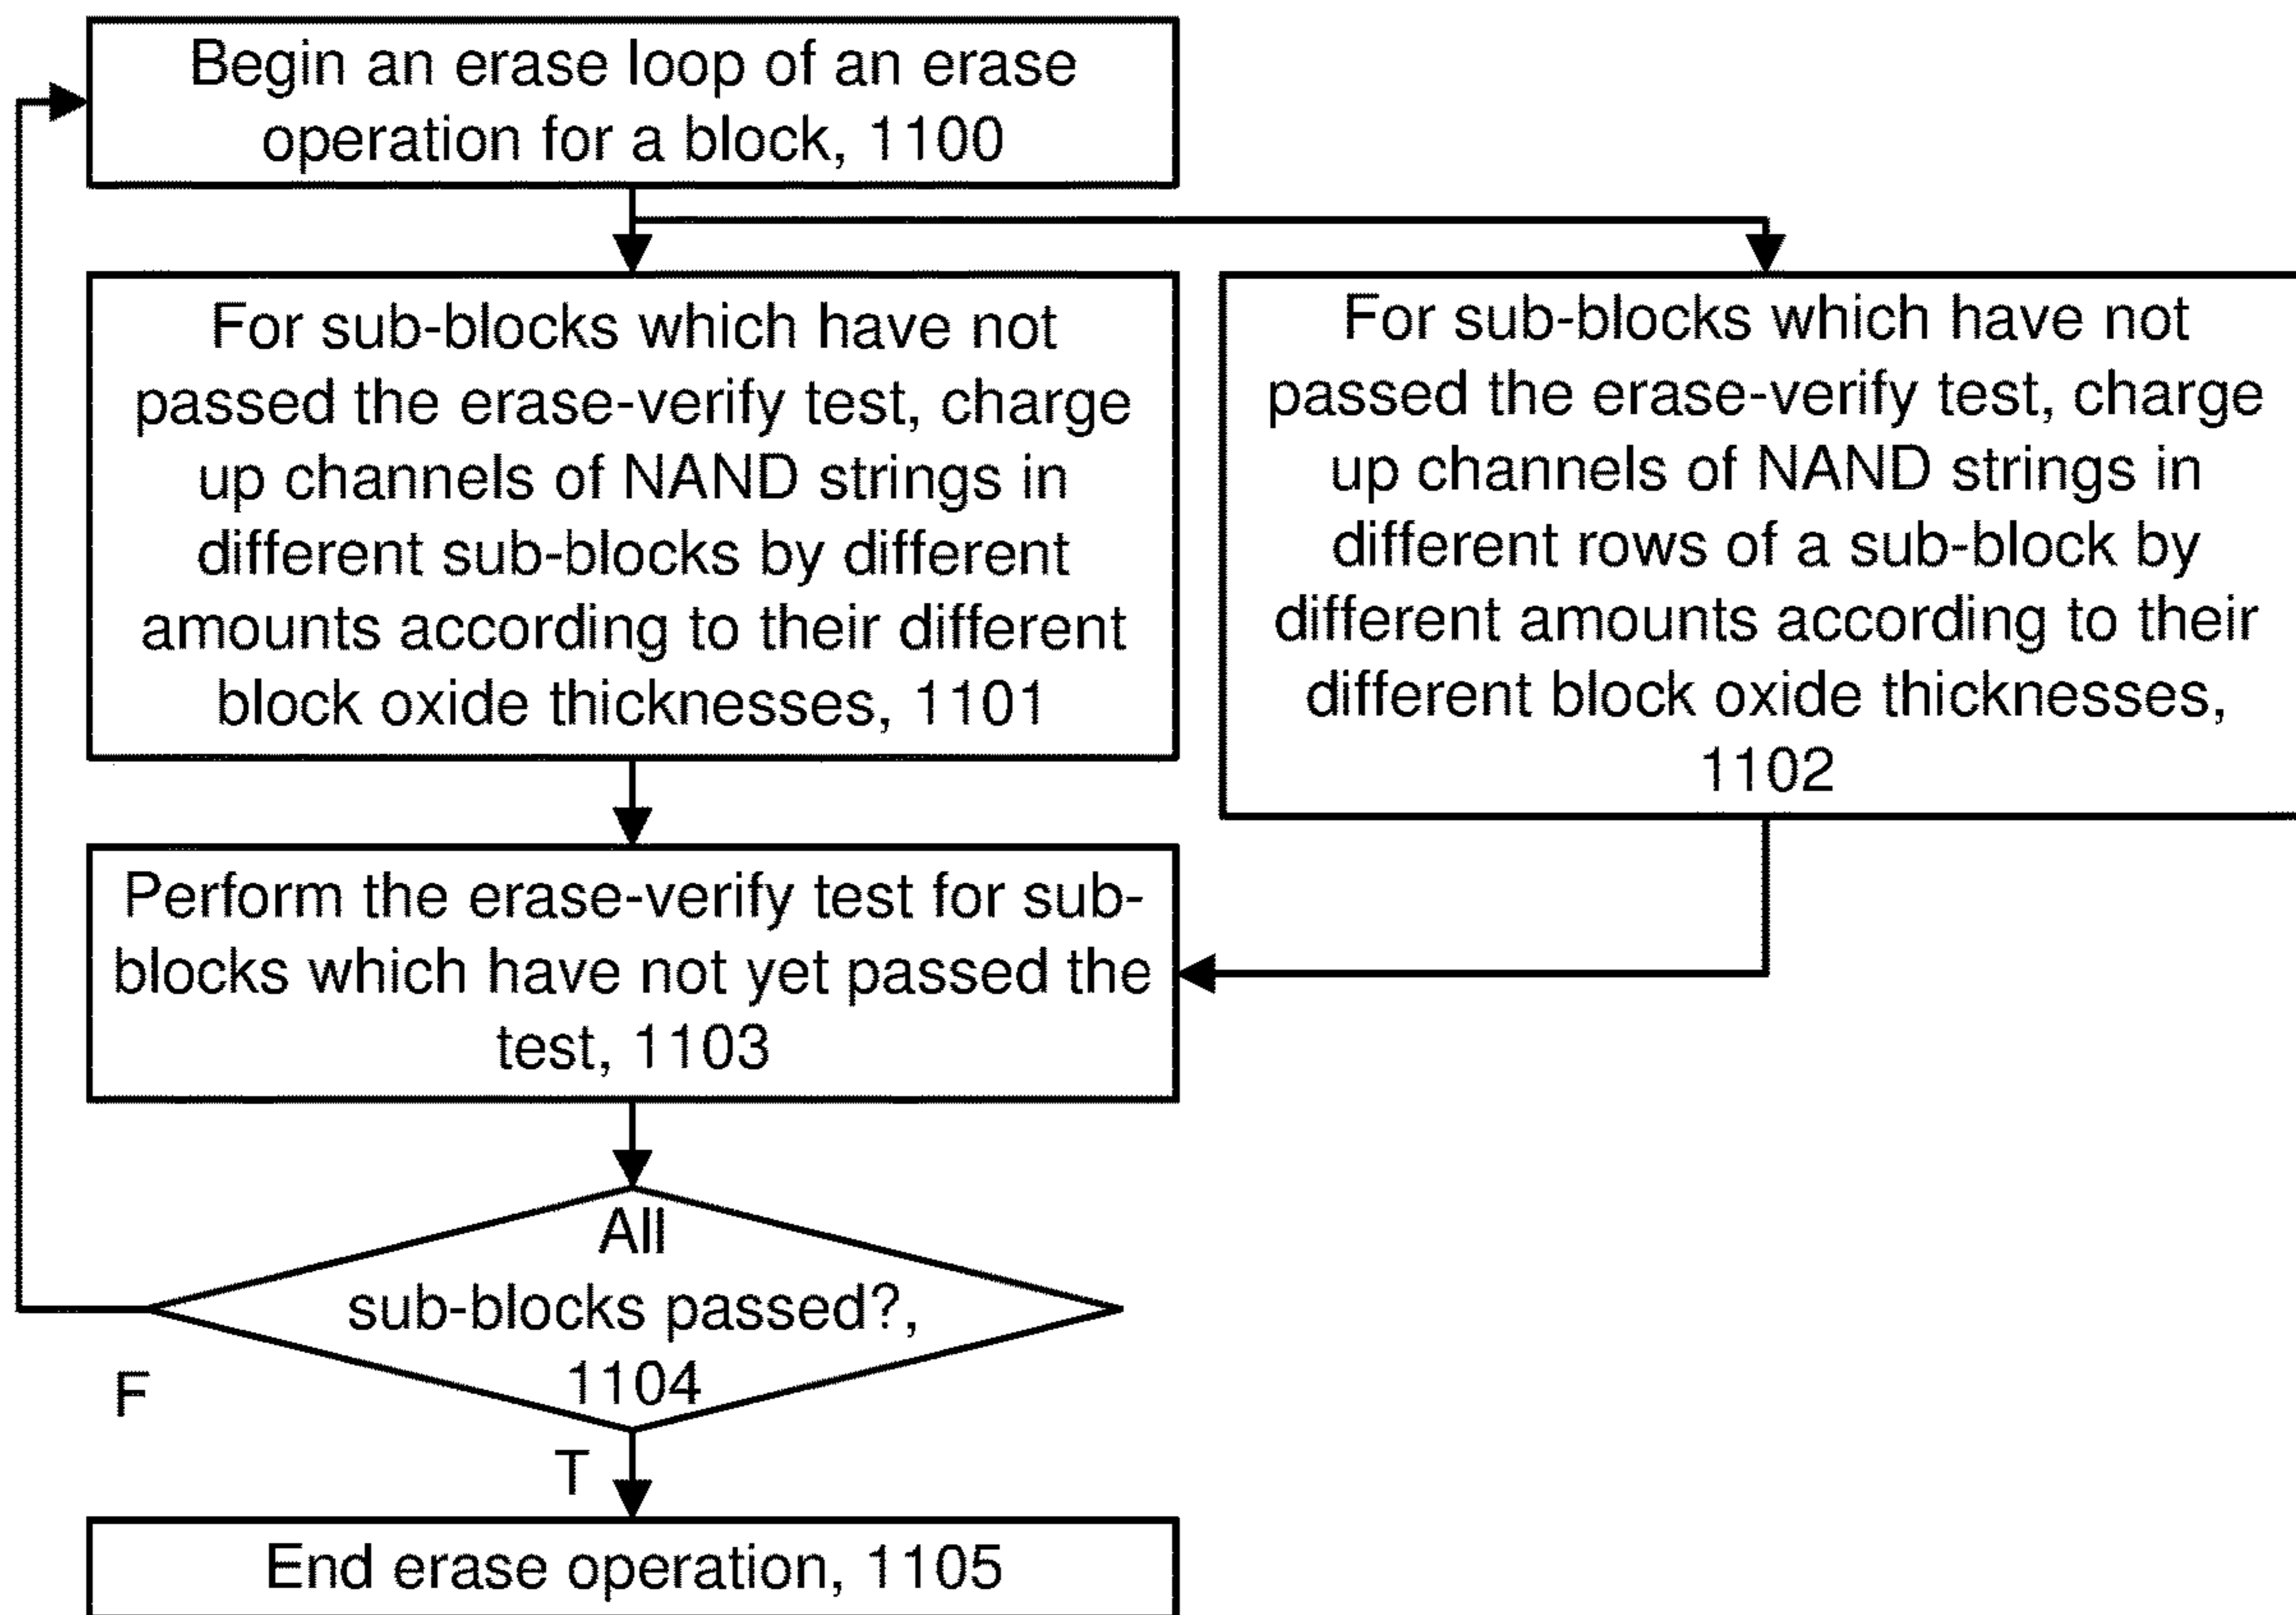 Begin an erase loop of an erase
operation for a block, 1100
For sub-blocks which have not
passed the erase-verify test, charge
up channels of NAND strings in
different sub-blocks by different
amounts according to their different
block oxide thicknesses, 1101
For sub-blocks which have not
passed the erase-verify test, charge
up channels of NAND strings in
different rows of a sub-block by
different amounts according to their
different block oxide thicknesses,
1102
Perform the erase-verify test for sub-
blocks which have not yet passed the
test, 1103
All
sub-blocks passed?,
1104
F
T
End erase operation, 1105